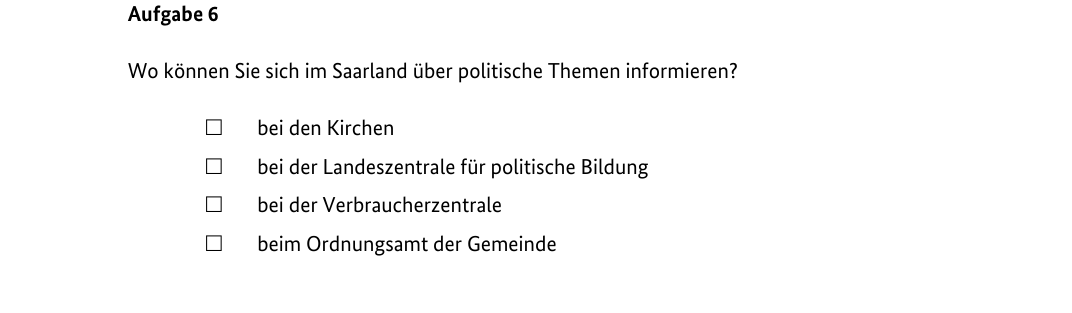 Aufgabe 6
Wo können Sie sich im Saarland über politische Themen informieren?
☐ bei den Kirchen
☐ bei der Landeszentrale für politische Bildung
☐ bei der Verbraucherzentrale
☐ beim Ordnungsamt der Gemeinde